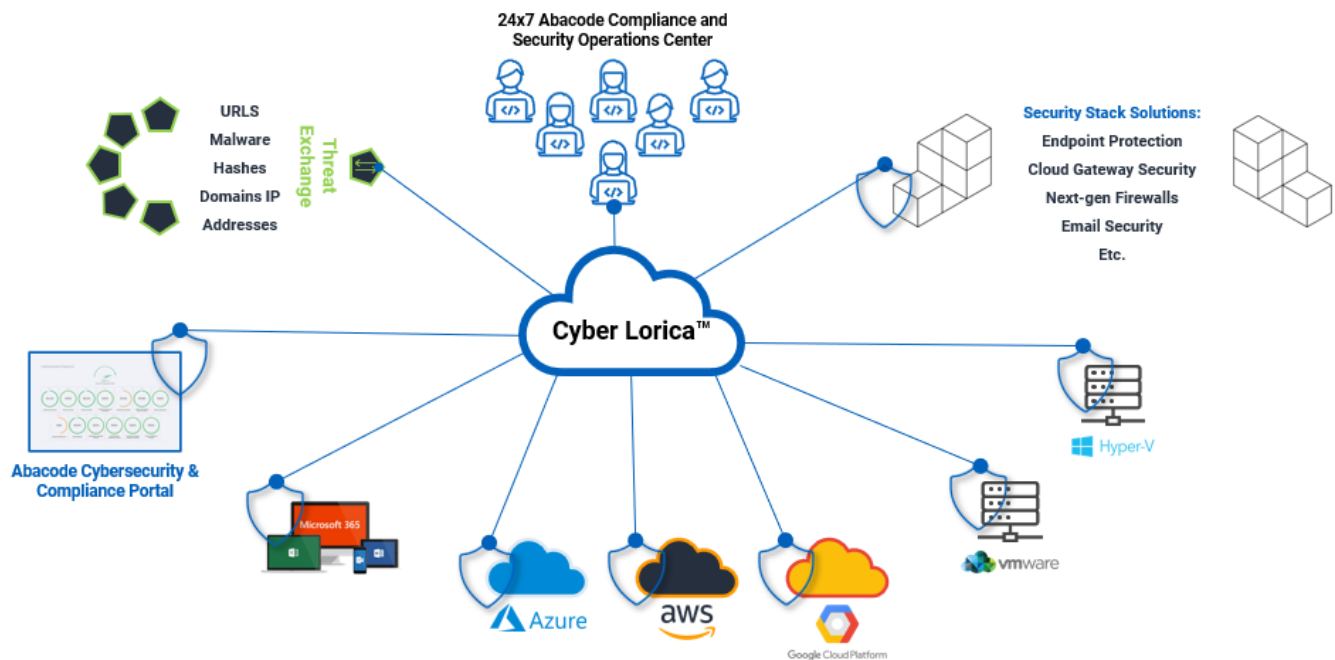 24x7 Abacode Compliance and
Security Operations Center
</>
</>
</>
</>
</>
</>
URLS
Malware
Hashes
Domains IP
Addresses
Threat
Exchange
Security Stack Solutions:
Endpoint Protection
Cloud Gateway Security
Next-gen Firewalls
Email Security
Etc.
Cyber Lorica™
Abacode Cybersecurity &
Compliance Portal
Microsoft 365
Azure
aws
Google Cloud Platform
vmware
Hyper-V